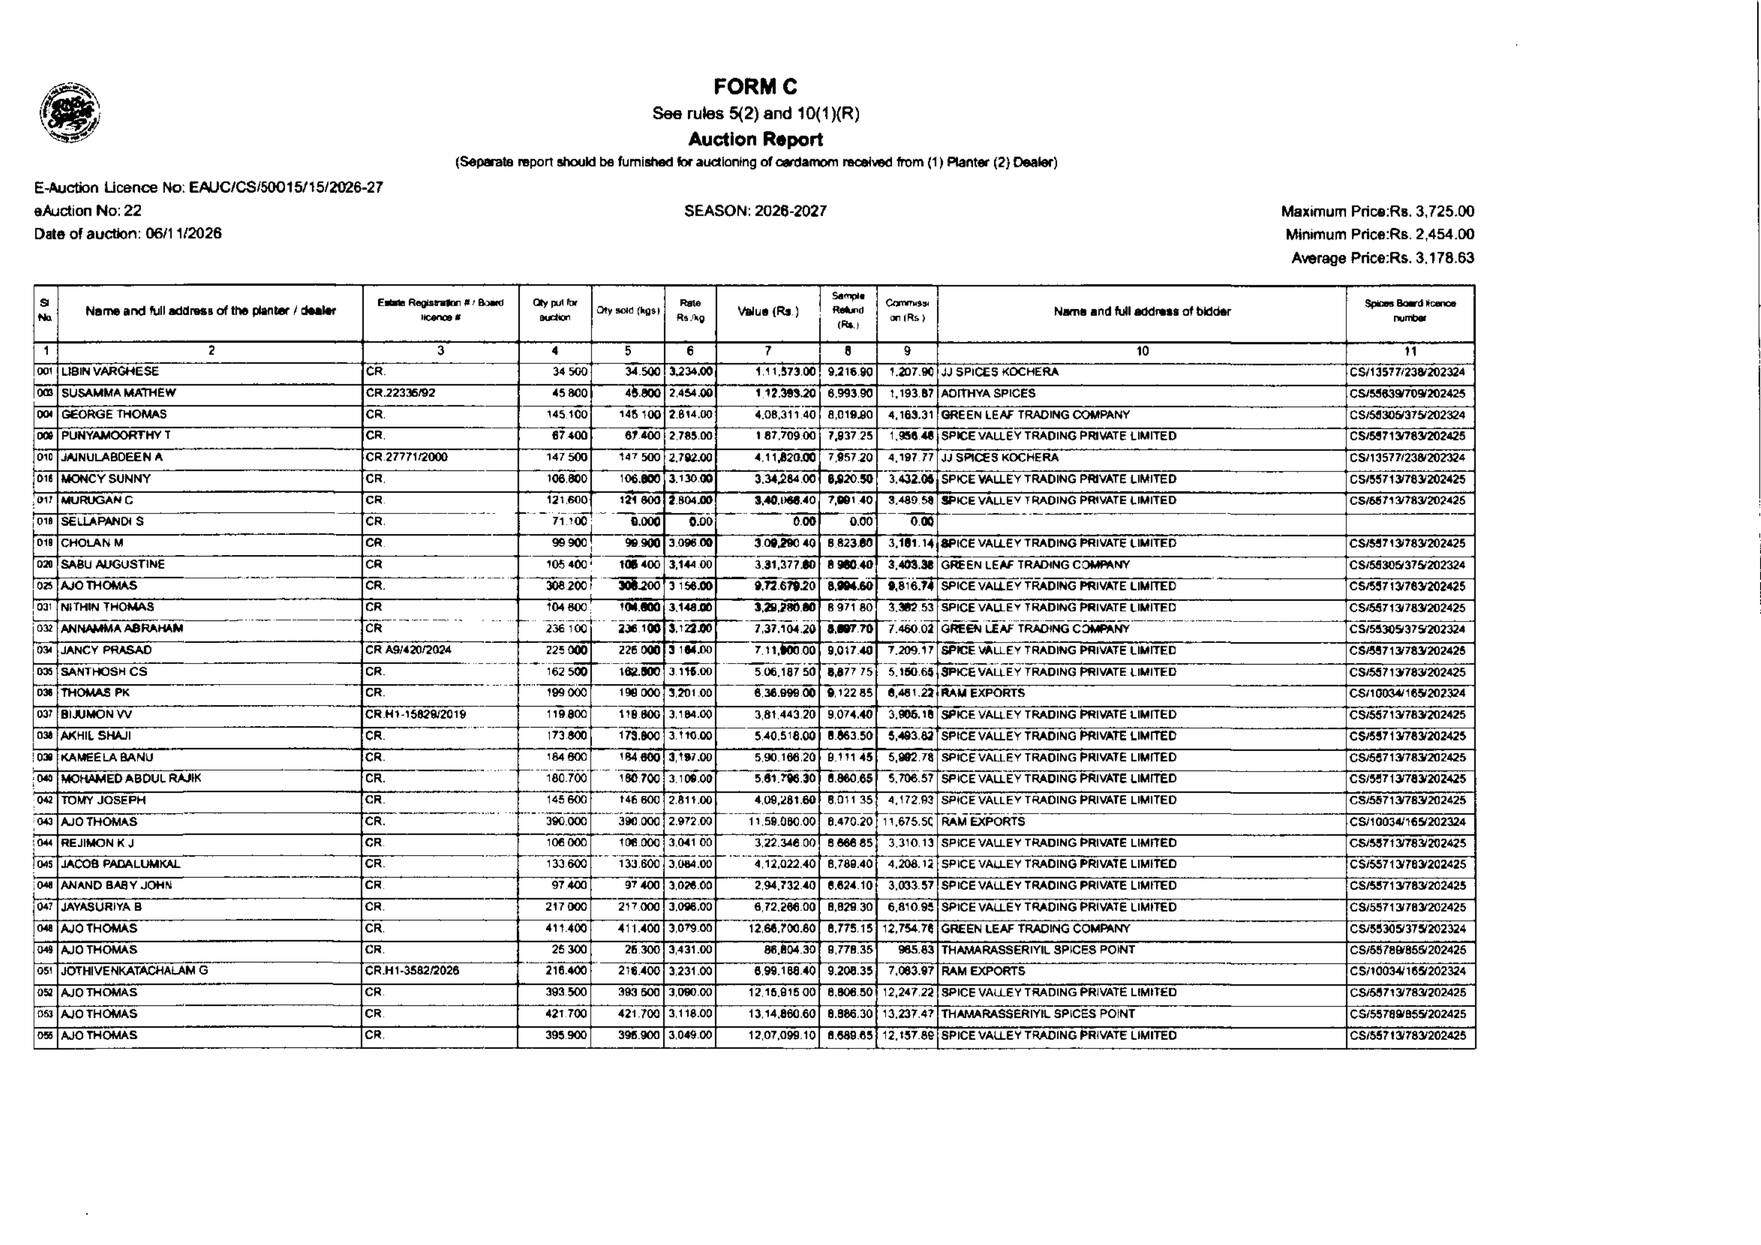 FORM C
See rules 5(2) and 10(1)(R)
Auction Report
(Separate report should be furnished for auctioning of cardamom received from (1) Planter (2) Dealer)
E-Auction Licence No: EAUC/CS/50015/15/2026-27
eAuction No: 22 SEASON: 2026-2027 Maximum Price:Rs. 3,725.00
Date of auction: 06/11/2026 Minimum Price:Rs. 2,454.00
Average Price:Rs. 3,178.63
Sl No. Name and full address of the planter / dealer Estate Registration # / Board licence # Qty put for auction Qty sold (kgs) Rate Rs./kg Value (Rs.) Sample Refund (Rs.) Commissi on (Rs.) Name and full address of bidder Spices Board licence number
1 2 3 4 5 6 7 8 9 10 11
001 LIBIN VARGHESE CR. 34.500 34.500 3,234.00 1,11,573.00 9,216.90 1,207.90 JJ SPICES KOCHERA CS/13577/238/202324
003 SUSAMMA MATHEW CR.22335/92 45.800 45.800 2,454.00 1,12,393.20 6,993.90 1,193.87 ADITHYA SPICES CS/55639/709/202425
004 GEORGE THOMAS CR. 145.100 145.100 2,814.00 4,08,311.40 8,019.90 4,163.31 GREEN LEAF TRADING COMPANY CS/55305/375/202324
009 PUNYAMOORTHY T CR. 67.400 67.400 2,785.00 1,87,709.00 7,937.25 1,956.46 SPICE VALLEY TRADING PRIVATE LIMITED CS/55713/783/202425
010 JAINULABDEEN A CR.27771/2000 147.500 147.500 2,792.00 4,11,820.00 7,957.20 4,197.77 JJ SPICES KOCHERA CS/13577/238/202324
016 MONCY SUNNY CR. 106.800 106.800 3,130.00 3,34,284.00 8,920.50 3,432.05 SPICE VALLEY TRADING PRIVATE LIMITED CS/55713/783/202425
017 MURUGAN C CR. 121.600 121.600 2,804.00 3,40,966.40 7,991.40 3,489.58 SPICE VALLEY TRADING PRIVATE LIMITED CS/55713/783/202425
018 SELLAPANDI S CR. 71.100 0.000 0.00 0.00 0.00 0.00
019 CHOLAN M CR. 99.900 99.900 3,096.00 3,09,290.40 8,823.60 3,181.14 SPICE VALLEY TRADING PRIVATE LIMITED CS/55713/783/202425
020 SABU AUGUSTINE CR. 105.400 105.400 3,144.00 3,31,377.60 8,960.40 3,403.38 GREEN LEAF TRADING COMPANY CS/55305/375/202324
025 AJO THOMAS CR. 308.200 308.200 3,156.00 9,72,679.20 8,994.60 9,816.74 SPICE VALLEY TRADING PRIVATE LIMITED CS/55713/783/202425
031 NITHIN THOMAS CR. 104.600 104.600 3,148.00 3,29,280.80 8,971.80 3,382.53 SPICE VALLEY TRADING PRIVATE LIMITED CS/55713/783/202425
032 ANNAMMA ABRAHAM CR. 236.100 236.100 3,122.00 7,37,104.20 8,897.70 7,460.02 GREEN LEAF TRADING COMPANY CS/55305/375/202324
034 JANCY PRASAD CR.A9/420/2024 225.000 225.000 3,164.00 7,11,900.00 9,017.40 7,209.17 SPICE VALLEY TRADING PRIVATE LIMITED CS/55713/783/202425
035 SANTHOSH CS CR. 162.500 162.500 3,115.00 5,06,187.50 8,877.75 5,150.65 SPICE VALLEY TRADING PRIVATE LIMITED CS/55713/783/202425
036 THOMAS PK CR. 199.000 199.000 3,201.00 6,36,999.00 9,122.85 6,461.22 RAM EXPORTS CS/10034/165/202324
037 BIJUMON VV CR.H1-15829/2019 119.800 119.800 3,184.00 3,81,443.20 9,074.40 3,905.18 SPICE VALLEY TRADING PRIVATE LIMITED CS/55713/783/202425
038 AKHIL SHAJI CR. 173.800 173.800 3,110.00 5,40,518.00 8,863.50 5,493.82 SPICE VALLEY TRADING PRIVATE LIMITED CS/55713/783/202425
039 KAMEELA BANU CR. 184.600 184.600 3,197.00 5,90,166.20 9,111.45 5,992.78 SPICE VALLEY TRADING PRIVATE LIMITED CS/55713/783/202425
040 MOHAMED ABDUL RAJIK CR. 180.700 180.700 3,109.00 5,61,796.30 8,860.65 5,706.57 SPICE VALLEY TRADING PRIVATE LIMITED CS/55713/783/202425
042 TOMY JOSEPH CR. 145.600 145.600 2,811.00 4,09,281.60 8,011.35 4,172.93 SPICE VALLEY TRADING PRIVATE LIMITED CS/55713/783/202425
043 AJO THOMAS CR. 390.000 390.000 2,972.00 11,59,080.00 8,470.20 11,675.50 RAM EXPORTS CS/10034/165/202324
044 REJIMON K J CR. 106.000 106.000 3,041.00 3,22,346.00 8,666.85 3,310.13 SPICE VALLEY TRADING PRIVATE LIMITED CS/55713/783/202425
045 JACOB PADALUMKAL CR. 133.600 133.600 3,084.00 4,12,022.40 8,789.40 4,208.12 SPICE VALLEY TRADING PRIVATE LIMITED CS/55713/783/202425
046 ANAND BABY JOHN CR. 97.400 97.400 3,026.00 2,94,732.40 8,624.10 3,033.57 SPICE VALLEY TRADING PRIVATE LIMITED CS/55713/783/202425
047 JAYASURIYA B CR. 217.000 217.000 3,098.00 6,72,266.00 8,829.30 6,810.95 SPICE VALLEY TRADING PRIVATE LIMITED CS/55713/783/202425
048 AJO THOMAS CR. 411.400 411.400 3,079.00 12,66,700.60 8,775.15 12,754.76 GREEN LEAF TRADING COMPANY CS/55305/375/202324
049 AJO THOMAS CR. 25.300 25.300 3,431.00 86,804.30 9,778.35 965.83 THAMARASSERIYIL SPICES POINT CS/55789/855/202425
051 JOTHIVENKATACHALAM G CR.H1-3582/2026 216.400 216.400 3,231.00 6,99,188.40 9,208.35 7,083.97 RAM EXPORTS CS/10034/165/202324
052 AJO THOMAS CR. 393.500 393.500 3,090.00 12,15,915.00 8,806.50 12,247.22 SPICE VALLEY TRADING PRIVATE LIMITED CS/55713/783/202425
053 AJO THOMAS CR. 421.700 421.700 3,118.00 13,14,860.60 8,886.30 13,237.47 THAMARASSERIYIL SPICES POINT CS/55789/855/202425
055 AJO THOMAS CR. 395.900 395.900 3,049.00 12,07,099.10 8,689.65 12,157.89 SPICE VALLEY TRADING PRIVATE LIMITED CS/55713/783/202425